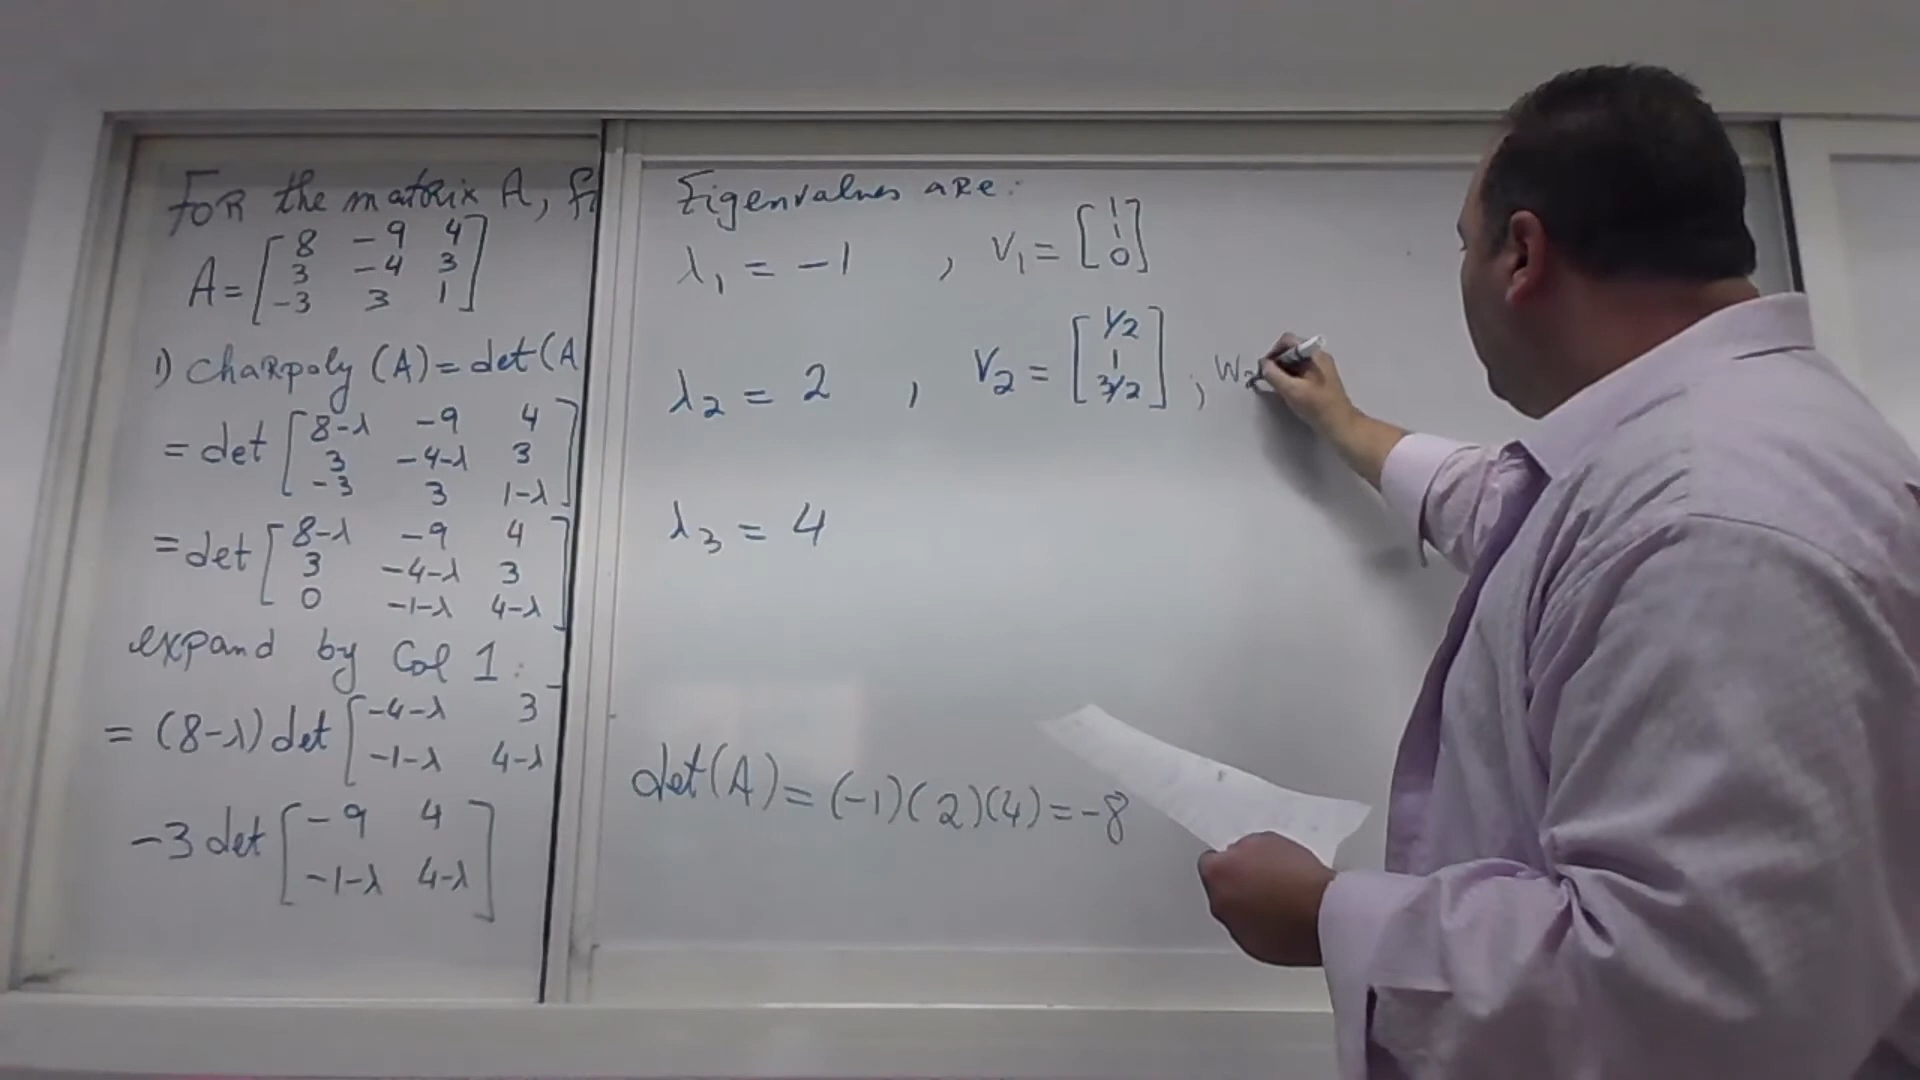 For the matrix A, fi
A = [ 8 -9 4
3 -4 3
-3 3 1 ]
1) charpoly (A) = det(A
= det [ 8-λ -9 4
3 -4-λ 3
-3 3 1-λ ]
= det [ 8-λ -9 4
3 -4-λ 3
0 -1-λ 4-λ ]
expand by Col 1:
= (8-λ) det [ -4-λ 3
-1-λ 4-λ
-3 det [ -9 4
-1-λ 4-λ ]
Eigenvalues are:
λ₁ = -1 , V₁ = [ 1
1
0 ]
λ₂ = 2 , V₂ = [ 1/2
1
3/2 ] , W₂
λ₃ = 4
det(A) = (-1)(2)(4) = -8